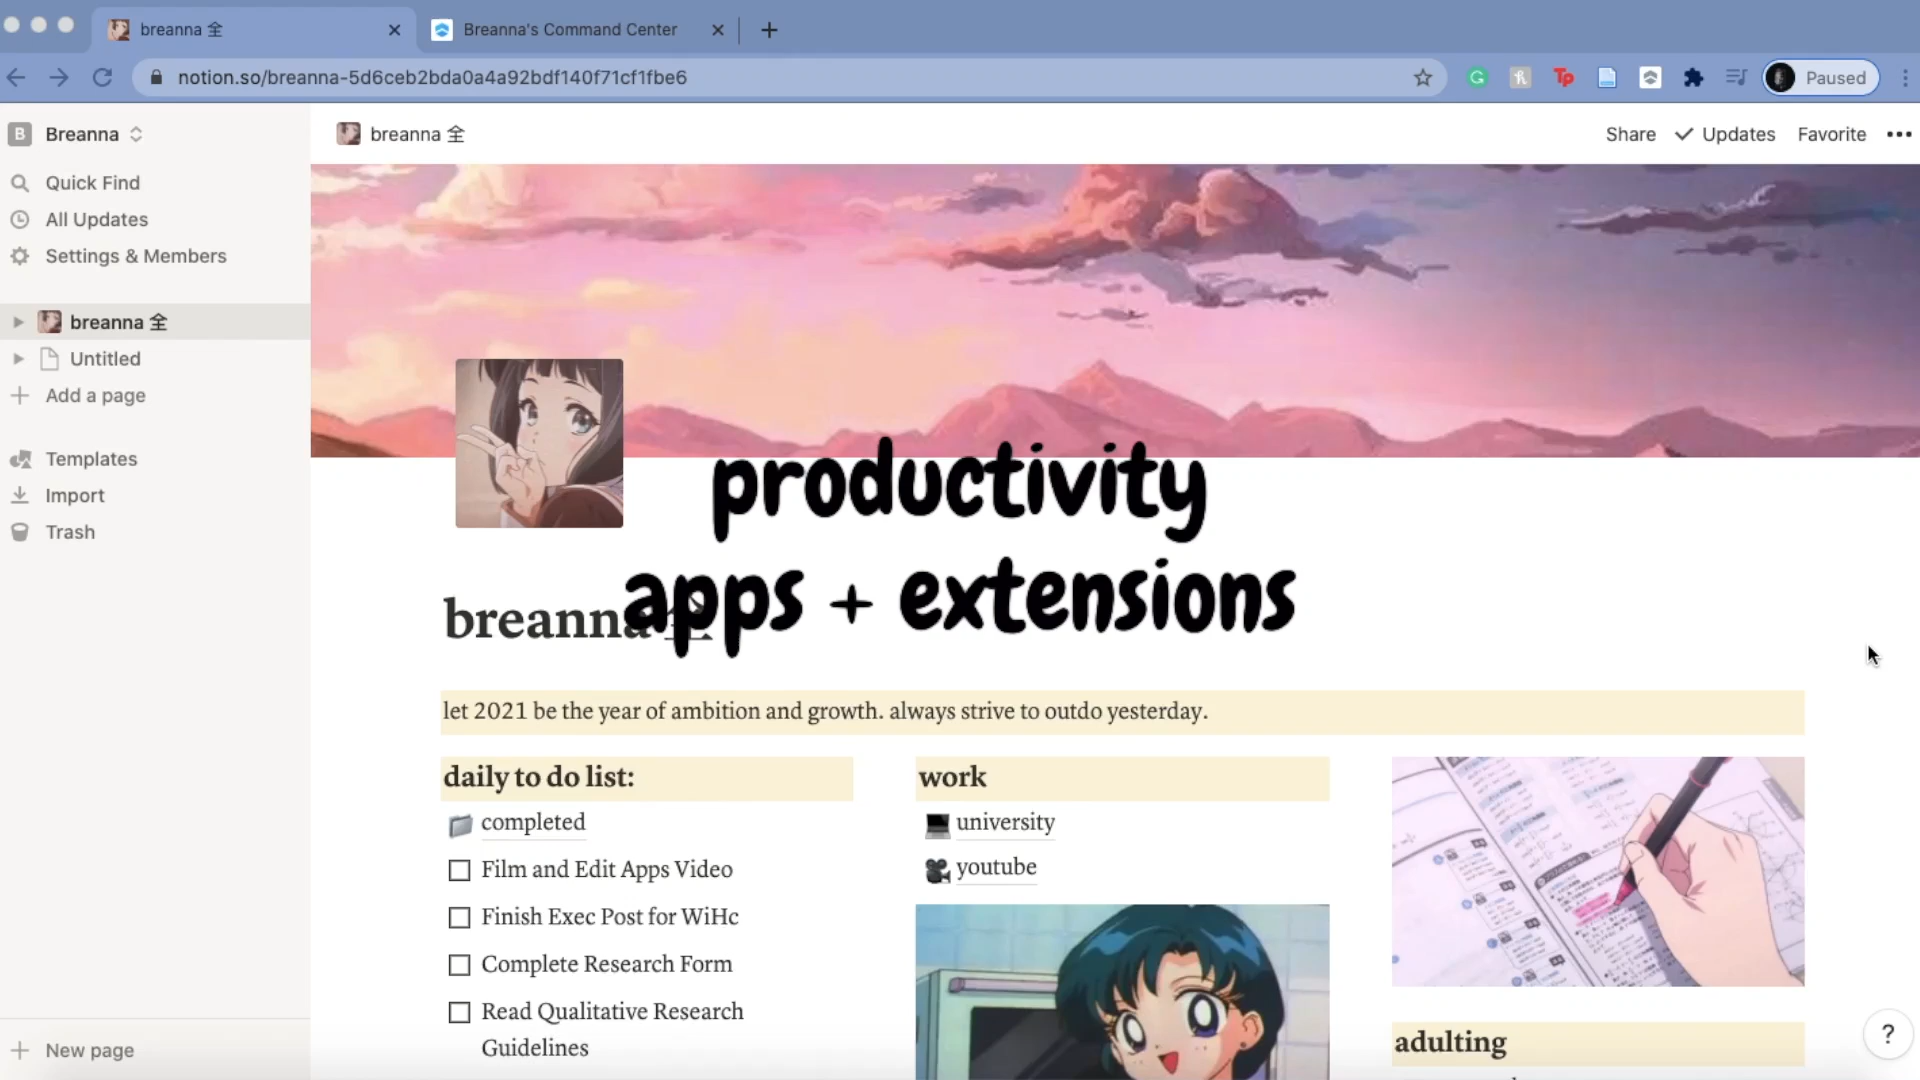 breanna 全
Breanna's Command Center
notion.so/breanna-5d6ceb2bda0a4a92bdf140f71cf1fbe6
Paused
B Breanna
breanna 全
Share
Updates
Favorite
Quick Find
All Updates
Settings & Members
breanna 全
Untitled
Add a page
Templates
Import
Trash
New page
productivity
apps + extensions
breanna 全
let 2021 be the year of ambition and growth. always strive to outdo yesterday.
daily to do list:
completed
Film and Edit Apps Video
Finish Exec Post for WiHc
Complete Research Form
Read Qualitative Research
Guidelines
work
university
youtube
adulting
?